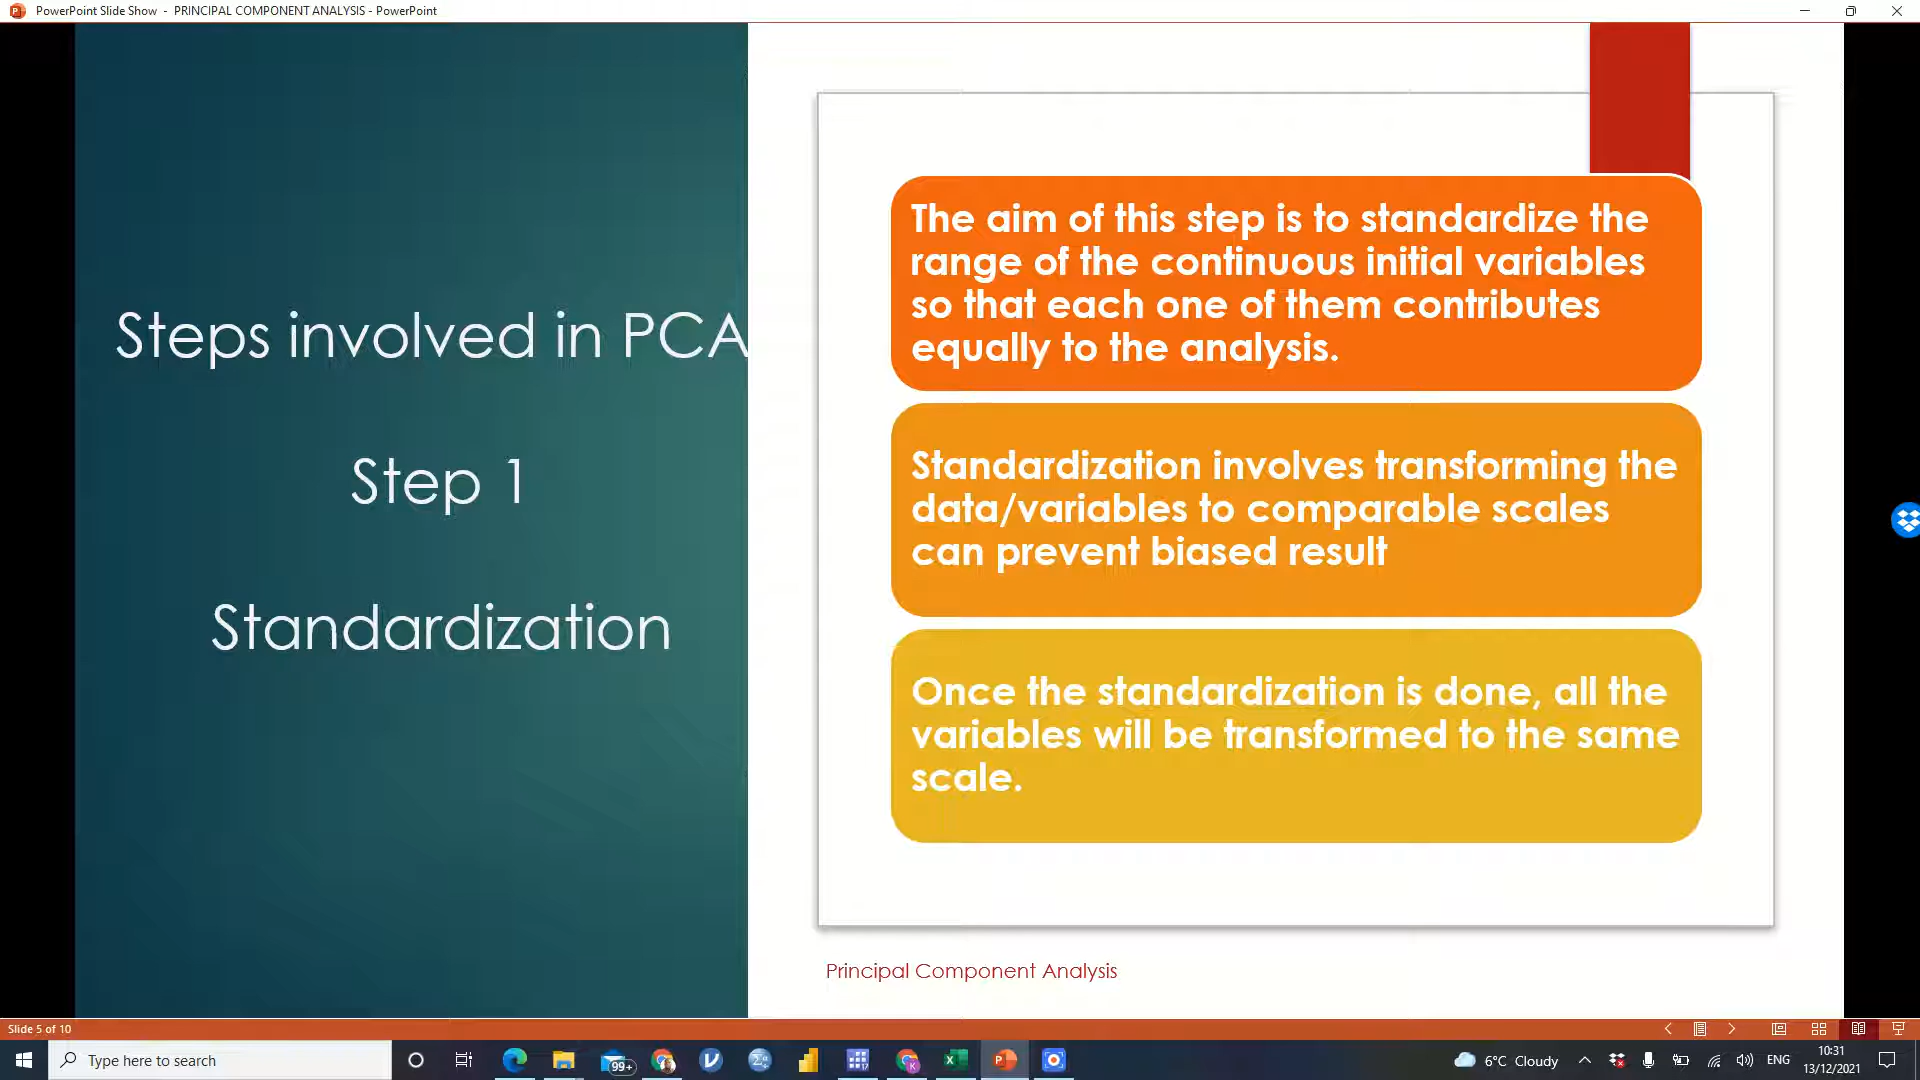 PowerPoint Slide Show - PRINCIPAL COMPONENT ANALYSIS - PowerPoint
Steps involved in PCA
Step 1
Standardization
The aim of this step is to standardize the
range of the continuous initial variables
so that each one of them contributes
equally to the analysis.
Standardization involves transforming the
data/variables to comparable scales
can prevent biased result
Once the standardization is done, all the
variables will be transformed to the same
scale.
Principal Component Analysis
Slide 5 of 10
Type here to search
99+
6°C Cloudy
ENG
10:31
13/12/2021